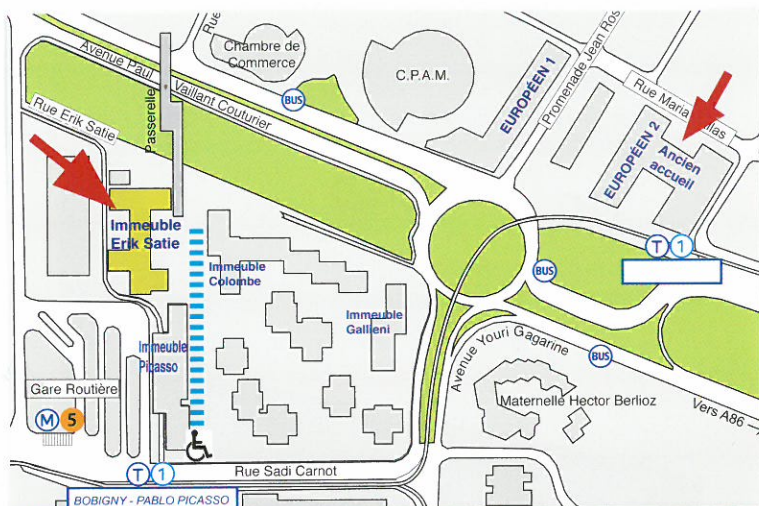 Rue
Chambre de
Commerce
C.P.A.M.
EUROPÉEN 1
Promenade Jean Ros
Rue Maria
EUROPÉEN 2
Ancien
accueil
Avenue Paul Vaillant Couturier
BUS
Passerelle
Rue Erik Satie
Immeuble
Erik Satie
T 1
Immeuble
Colombe
BUS
Immeuble
Gallieni
Immeuble
Picasso
Avenue Youri Gagarine
BUS
Gare Routière
Maternelle Hector Berlioz
Vers A86
M 5
T 1
Rue Sadi Carnot
BOBIGNY - PABLO PICASSO